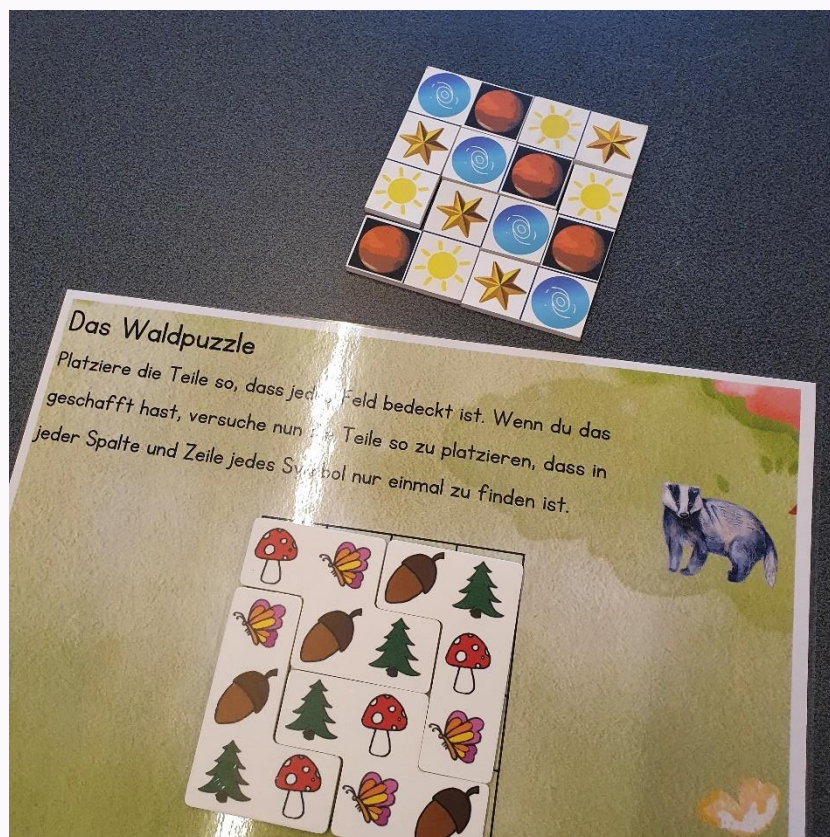 Das Waldpuzzle
Platziere die Teile so, dass Feld bedeckt ist. Wenn du das
geschafft hast, versuche nun Teile so zu platzieren, dass in
jeder Spalte und Zeile jedes Symbol nur einmal zu finden ist.